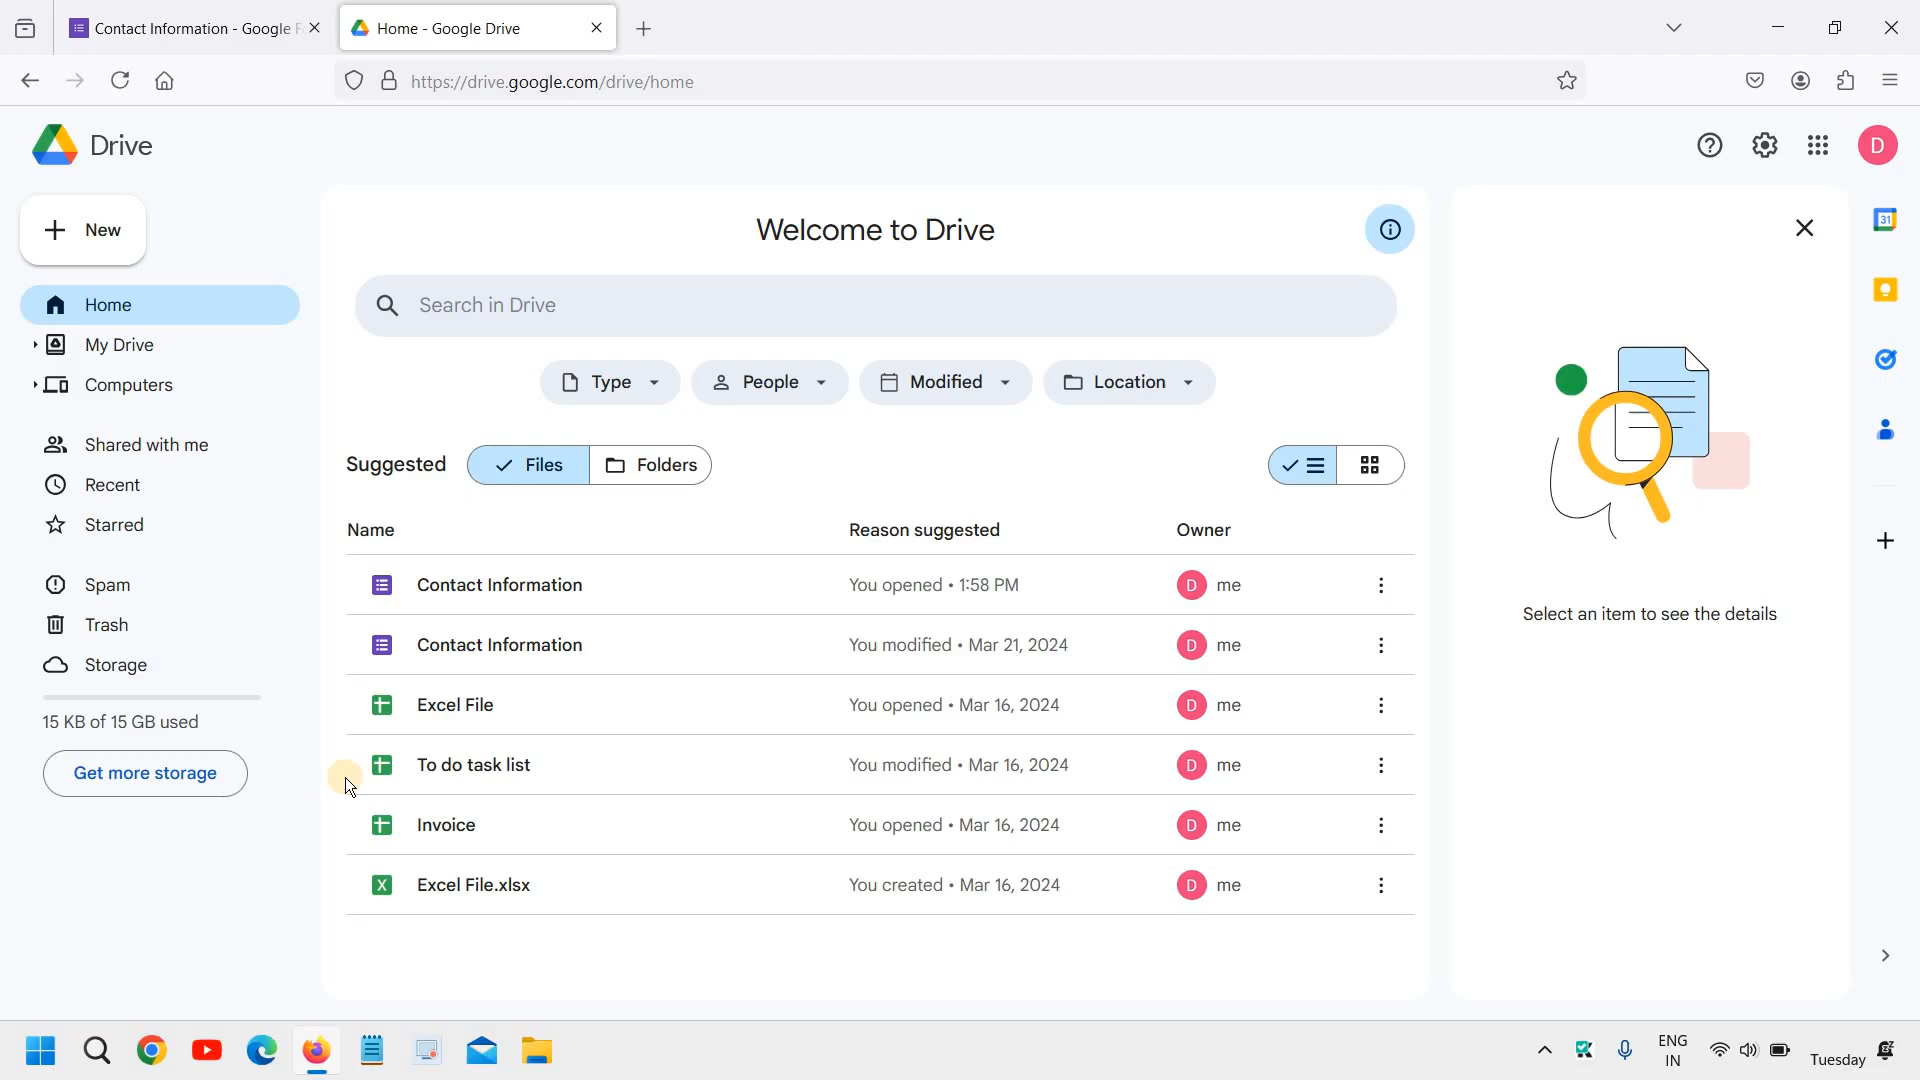 Contact Information - Google F
Home - Google Drive
https://drive.google.com/drive/home
Drive
D
New
Welcome to Drive
Search in Drive
Home
My Drive
Computers
Type
People
Modified
Location
Shared with me
Recent
Starred
Suggested
Files
Folders
Name
Reason suggested
Owner
Contact Information
You opened • 1:58 PM
D
me
Contact Information
You modified • Mar 21, 2024
D
me
Excel File
You opened • Mar 16, 2024
D
me
To do task list
You modified • Mar 16, 2024
D
me
Invoice
You opened • Mar 16, 2024
D
me
X
Excel File.xlsx
You created • Mar 16, 2024
D
me
Spam
Trash
Storage
15 KB of 15 GB used
Get more storage
31
Select an item to see the details
ENG
IN
Tuesday